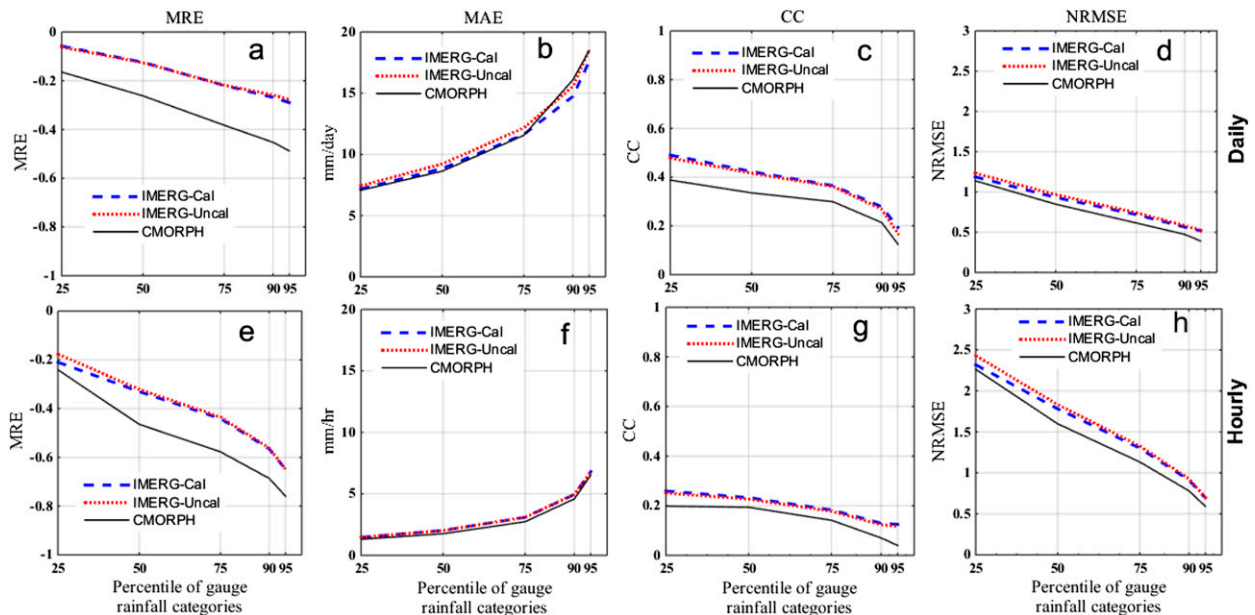 MRE
MAE
CC
NRMSE
0
-0.2
-0.4
-0.6
-0.8
-1
MRE
a
IMERG-Cal
IMERG-Uncal
CMORPH
25 50 75 90 95
20
15
10
5
0
mm/day
b
IMERG-Cal
IMERG-Uncal
CMORPH
25 50 75 90 95
1
0.8
0.6
0.4
0.2
0
CC
c
IMERG-Cal
IMERG-Uncal
CMORPH
25 50 75 90 95
3
2.5
2
1.5
1
0.5
0
NRMSE
d
IMERG-Cal
IMERG-Uncal
CMORPH
25 50 75 90 95
Daily
0
-0.2
-0.4
-0.6
-0.8
-1
MRE
e
IMERG-Cal
IMERG-Uncal
CMORPH
25 50 75 90 95
Percentile of gauge
rainfall categories
20
15
10
5
0
mm/hr
f
IMERG-Cal
IMERG-Uncal
CMORPH
25 50 75 90 95
Percentile of gauge
rainfall categories
1
0.8
0.6
0.4
0.2
0
CC
g
IMERG-Cal
IMERG-Uncal
CMORPH
25 50 75 90 95
Percentile of gauge
rainfall categories
3
2.5
2
1.5
1
0.5
0
NRMSE
h
IMERG-Cal
IMERG-Uncal
CMORPH
25 50 75 90 95
Percentile of gauge
rainfall categories
Hourly